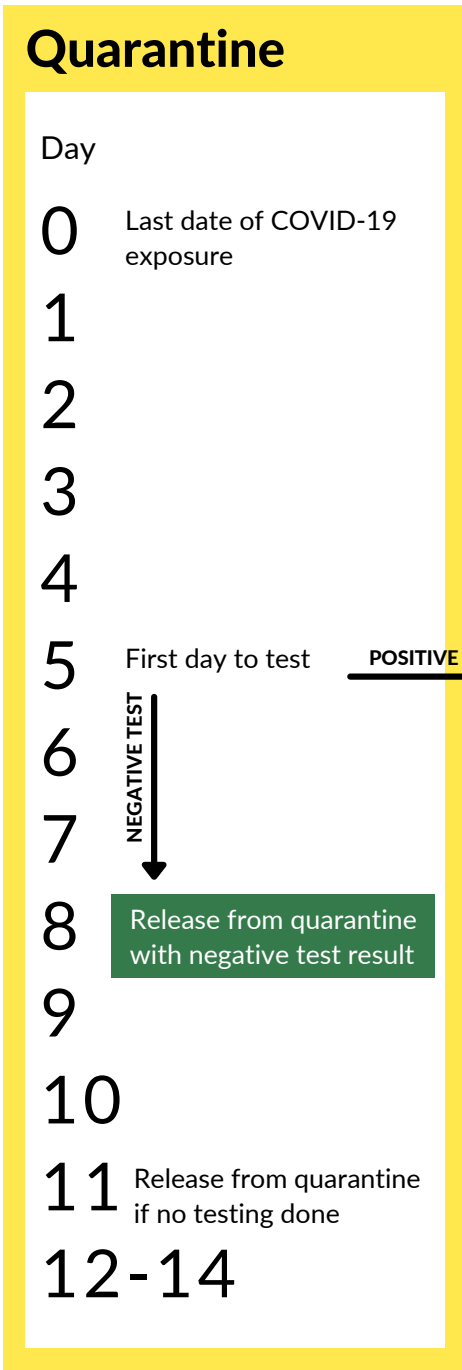 Quarantine
Day
0 Last date of COVID-19
exposure
1
2
3
4
5 First day to test POSITIVE
NEGATIVE TEST
6
7
8 Release from quarantine
with negative test result
9
10
11 Release from quarantine
if no testing done
12-14